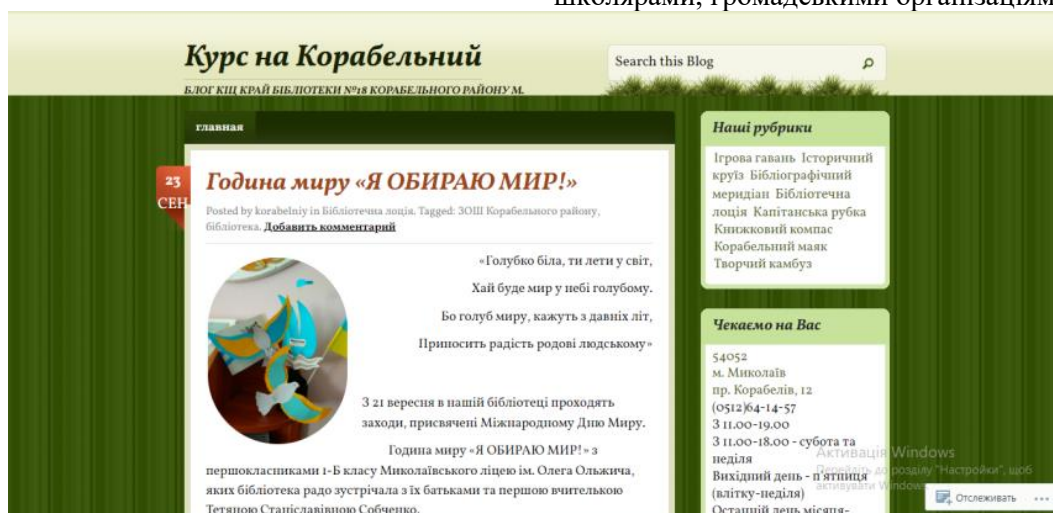 школярами, громадськими організаціям
Курс на Корабельний
Search this Blog
БЛОГ КІЦ КРАЙ БІБЛІОТЕКИ №18 КОРАБЕЛЬНОГО РАЙОНУ М.
главная
23
СЕН
Година миру «Я ОБИРАЮ МИР!»
Posted by korabelniy in Бібліотечна лоція. Tagged: ЗОШ Корабельного району,
бібліотека. Добавить комментарий
«Голубко біла, ти лети у світ,
Хай буде мир у небі голубому.
Бо голуб миру, кажуть з давніх літ,
Приносить радість родові людському»
З 21 вересня в нашій бібліотеці проходять
заходи, присвячені Міжнародному Дню Миру.
Година миру «Я ОБИРАЮ МИР!» з
першокласниками 1-Б класу Миколаївського ліцею ім. Олега Ольжича,
яких бібліотека радо зустрічала з їх батьками та першою вчителькою
Тетяною Станіславівною Собченко.
Наші рубрики
Ігрова гавань Історичний
круїз Бібліографічний
меридіан Бібліотечна
лоція Капітанська рубка
Книжковий компас
Корабельний маяк
Творчий камбуз
Чекаємо на Вас
54052
м. Миколаїв
пр. Корабелів, 12
(0512)64-14-57
З 11.00-19.00
З 11.00-18.00 - субота та
неділя
Вихідний день - п'ятниця
(влітку-неділя)
Останній день місяця-
Активація Windows
Перейдіть до розділу "Настройки", щоб
активувати Windows
Отслеживать